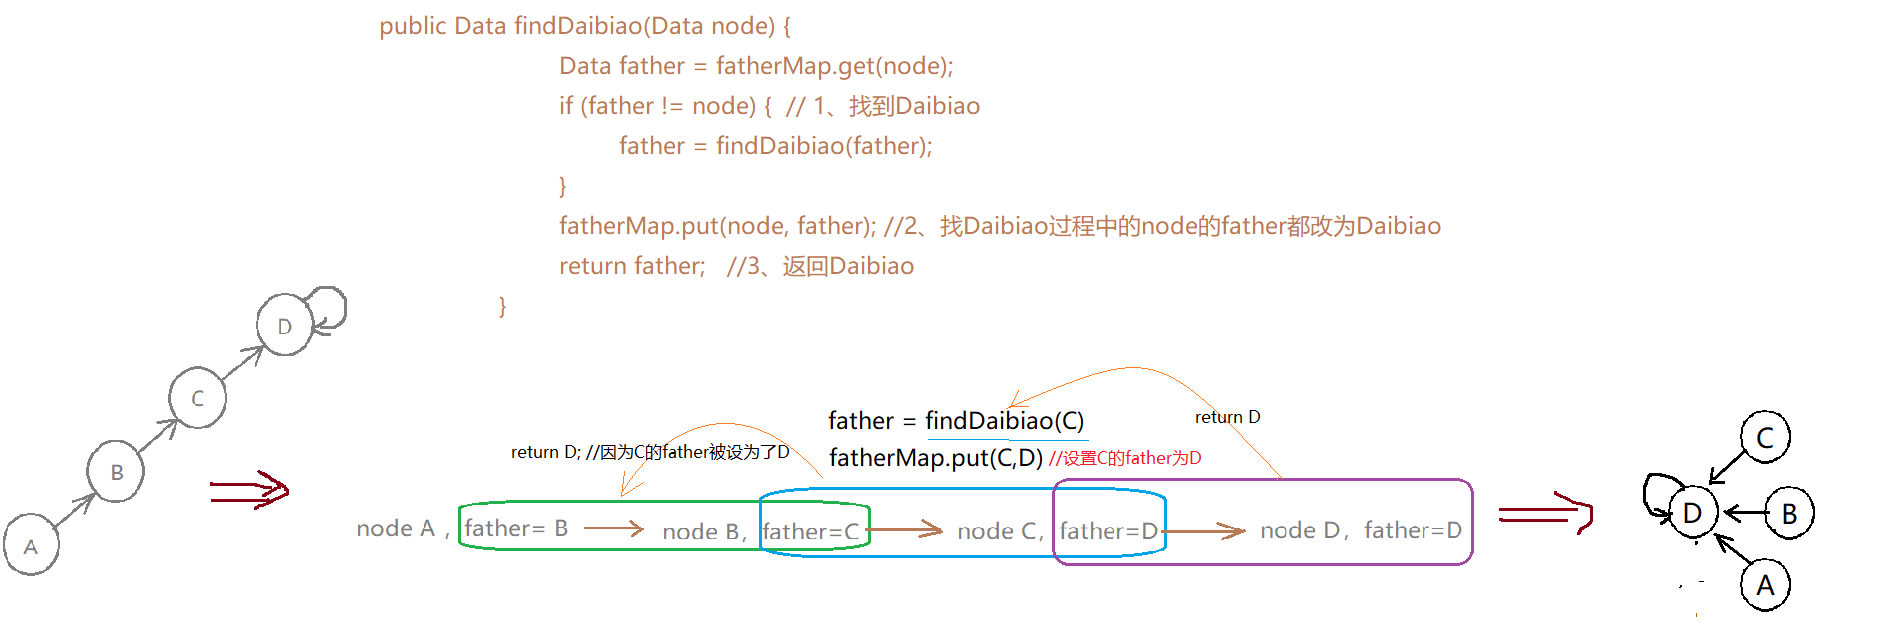 public Data findDaibiao(Data node) {
Data father = fatherMap.get(node);
if (father != node) { // 1、找到Daibiao
father = findDaibiao(father);
}
fatherMap.put(node, father); //2、找Daibiao过程中的node的father都改为Daibiao
return father; //3、返回Daibiao
}
D
C
B
A
father = findDaibiao(C)
return D
return D; //因为C的father被设为了D
fatherMap.put(C,D) //设置C的father为D
node A , father= B
node B, father=C
node C, father=D
node D, father=D
C
D
B
A